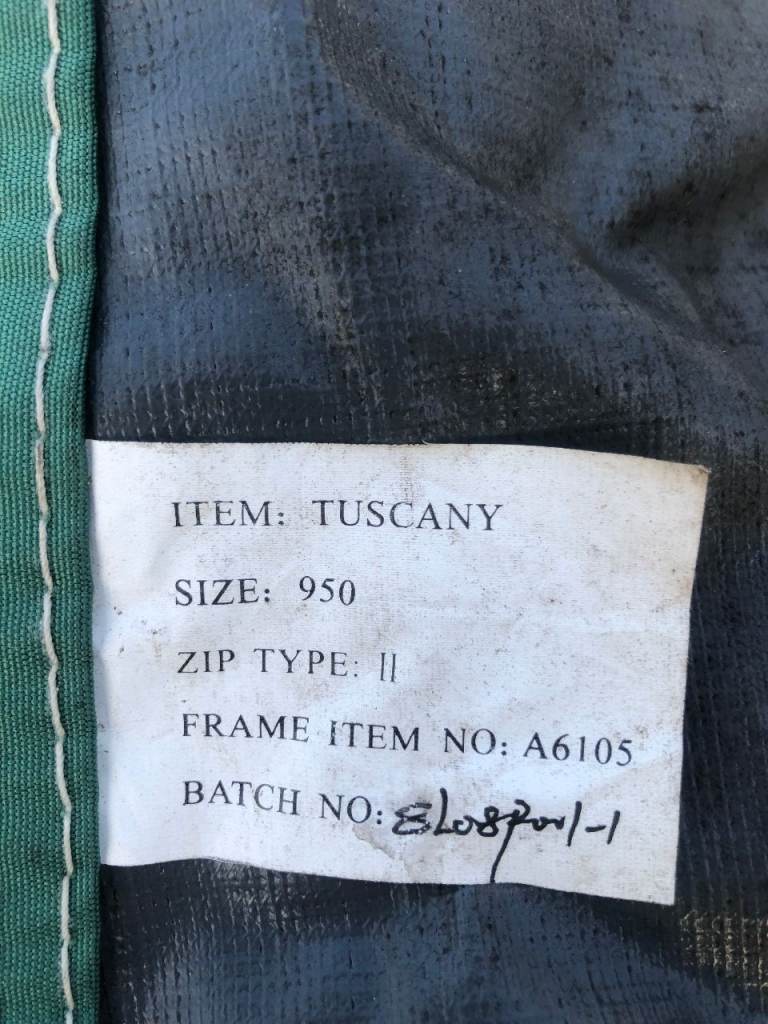 ITEM: TUSCANY
SIZE: 950
ZIP TYPE: II
FRAME ITEM NO: A6105
BATCH NO: